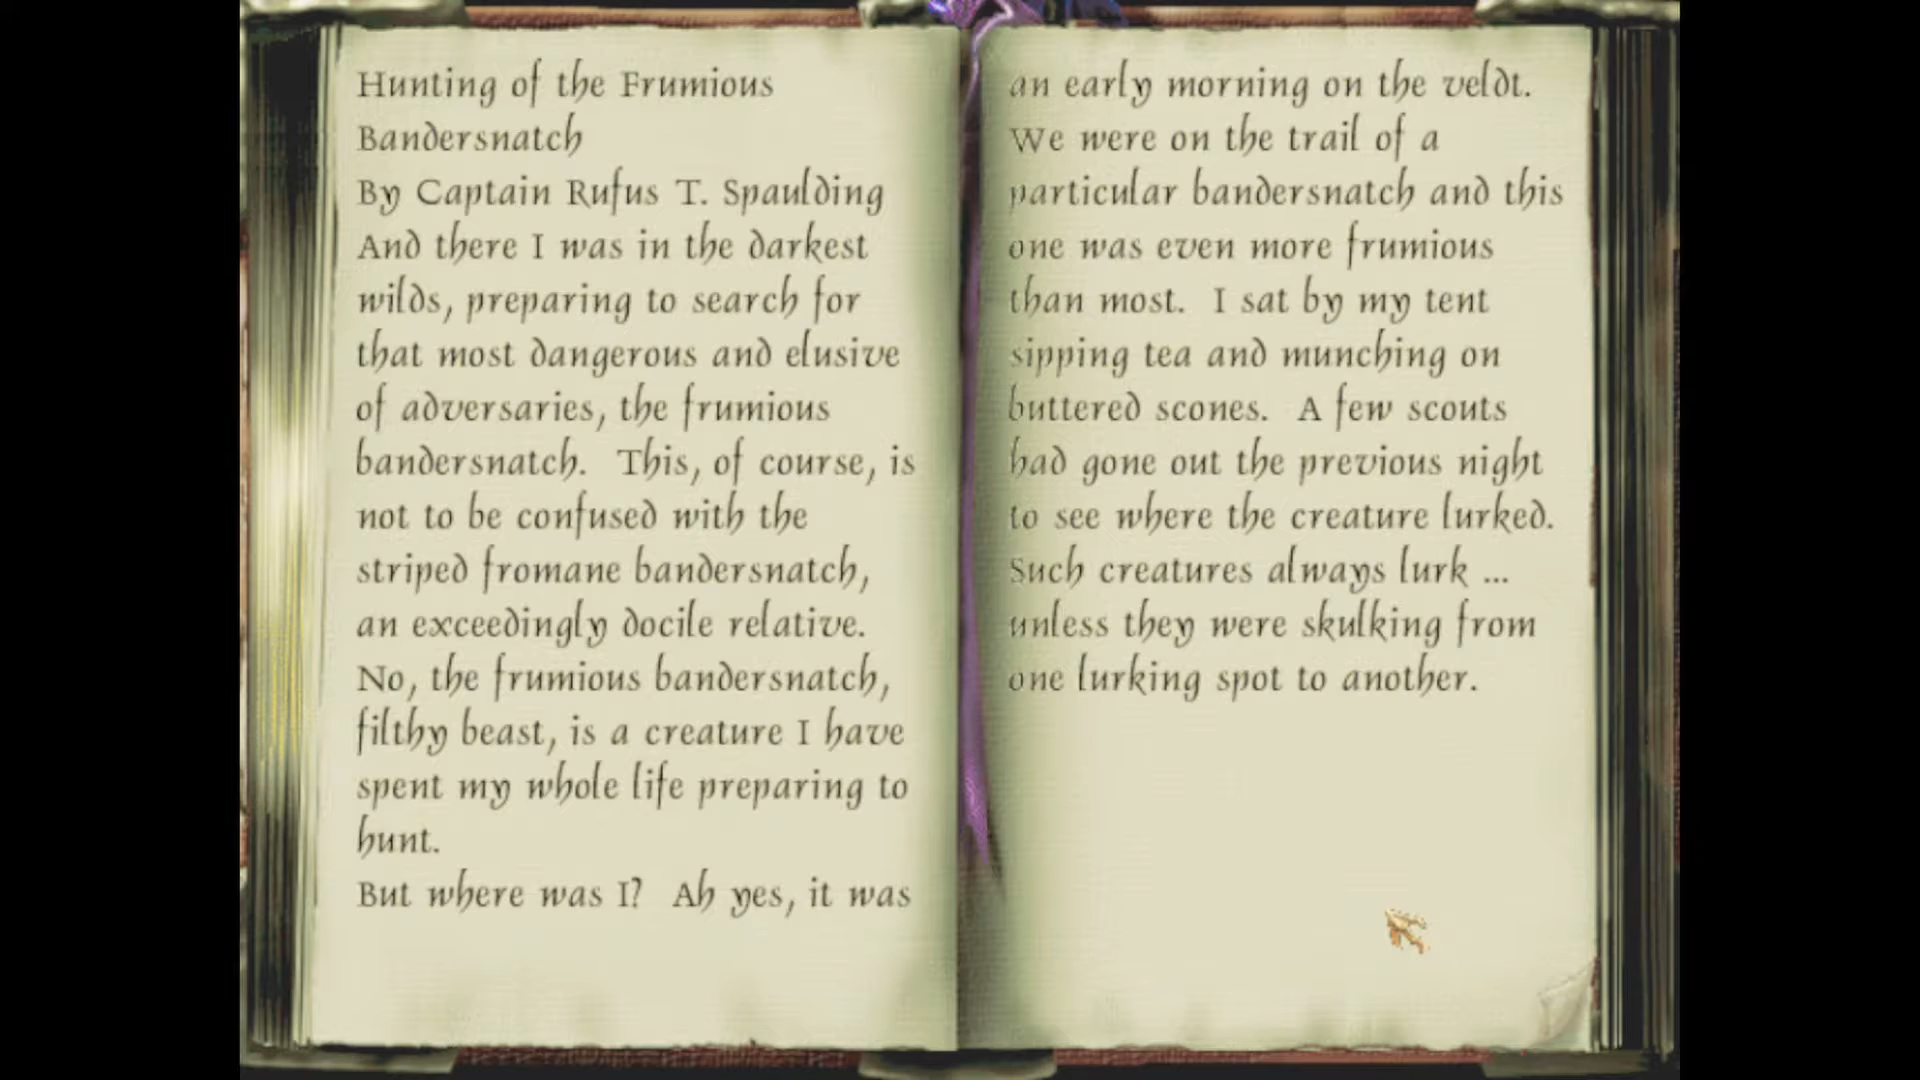 Hunting of the Frumious
Bandersnatch
By Captain Rufus T. Spaulding
And there I was in the darkest
wilds, preparing to search for
that most dangerous and elusive
of adversaries, the frumious
bandersnatch.  This, of course, is
not to be confused with the
striped fromane bandersnatch,
an exceedingly docile relative.
No, the frumious bandersnatch,
filthy beast, is a creature I have
spent my whole life preparing to
hunt.
But where was I?  Ah yes, it was
an early morning on the veldt.
We were on the trail of a
particular bandersnatch and this
one was even more frumious
than most.  I sat by my tent
sipping tea and munching on
buttered scones.  A few scouts
had gone out the previous night
to see where the creature lurked.
Such creatures always lurk ...
unless they were skulking from
one lurking spot to another.